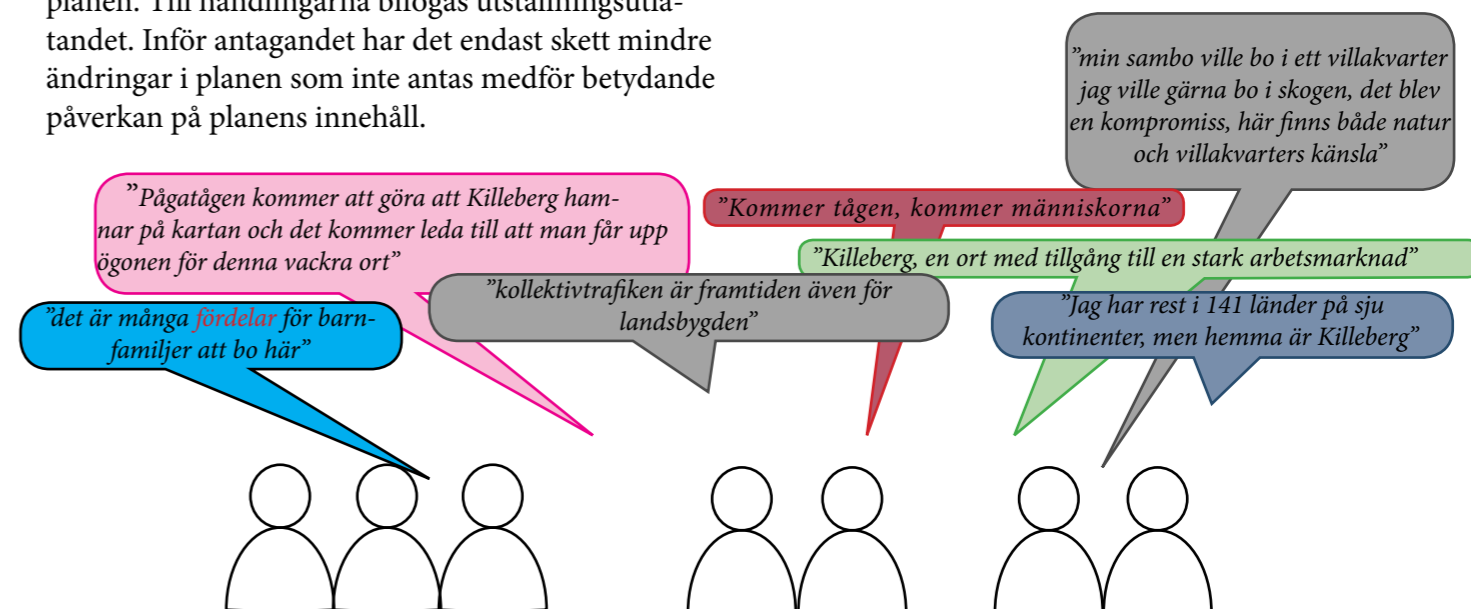 planen. Till handlingarna bifogas utställningsutlå-
tandet. Inför antagandet har det endast skett mindre
ändringar i planen som inte antas medför betydande
påverkan på planens innehåll.
”min sambo ville bo i ett villakvarter
jag ville gärna bo i skogen, det blev
en kompromiss, här finns både natur
och villakvarters känsla”
”Pågatågen kommer att göra att Killeberg ham-
nar på kartan och det kommer leda till att man får upp
ögonen för denna vackra ort”
”Kommer tågen, kommer människorna”
”Killeberg, en ort med tillgång till en stark arbetsmarknad”
”kollektivtrafiken är framtiden även för
landsbygden”
”Jag har rest i 141 länder på sju
kontinenter, men hemma är Killeberg”
”det är många fördelar för barn-
familjer att bo här”